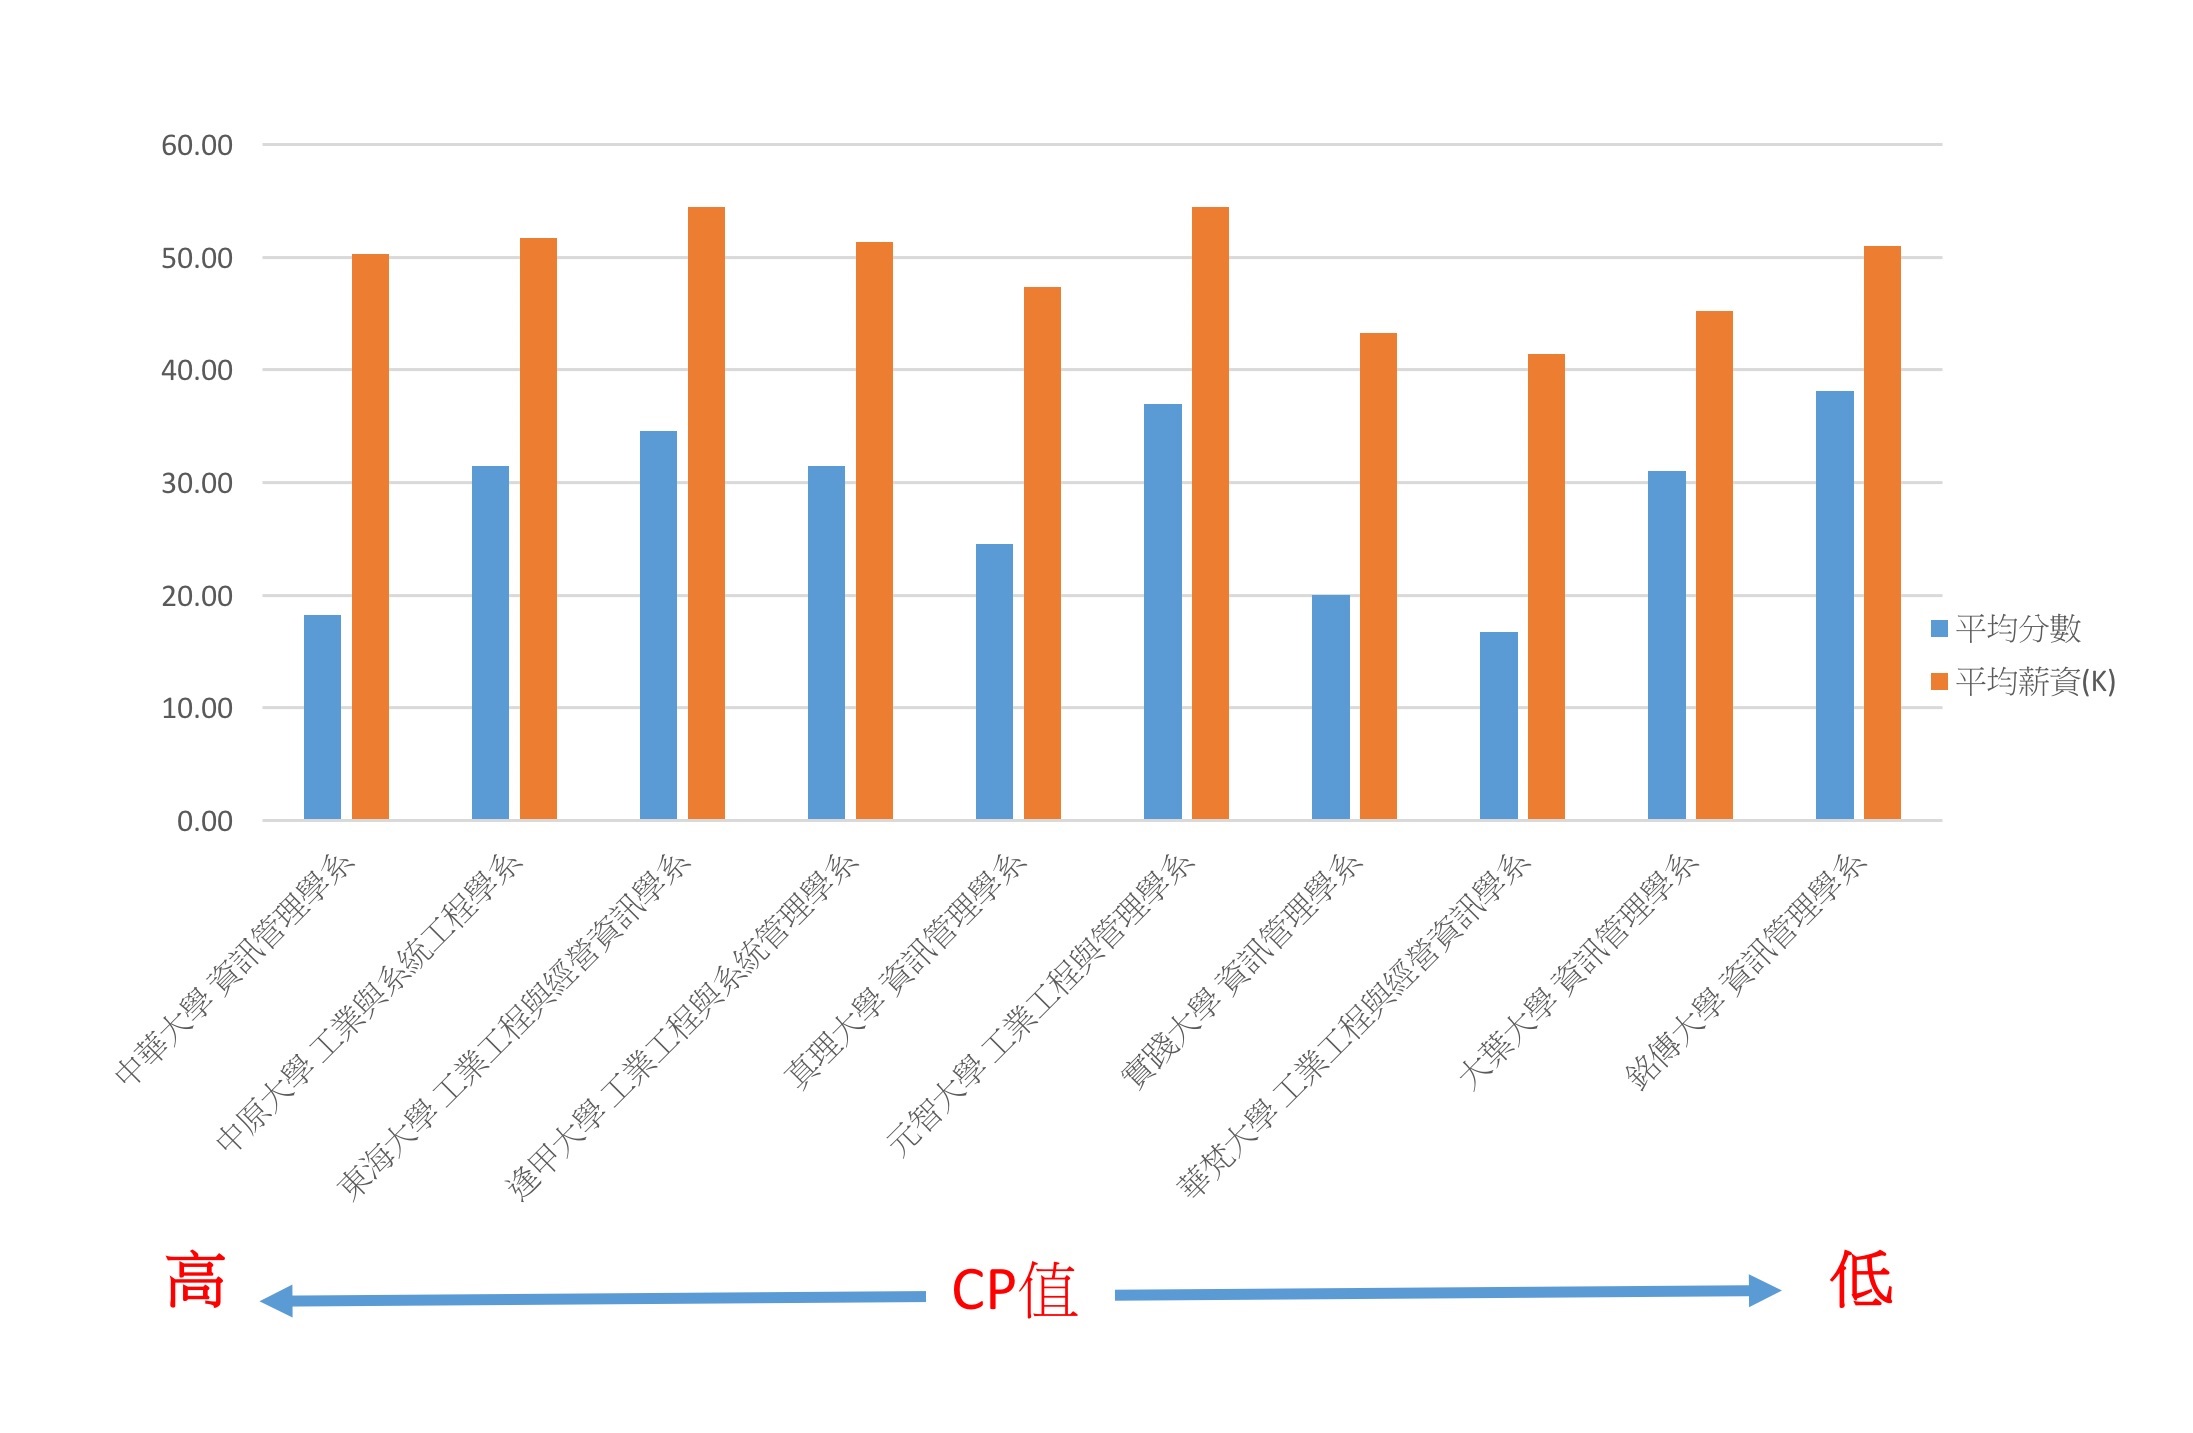 60.00
50.00
40.00
30.00
20.00
10.00
0.00
平均分數
平均薪資(K)
中華大學 資訊管理學系
中原大學 工業與系統工程學系
東海大學 工業工程與經營資訊學系
逢甲大學 工業工程與系統管理學系
真理大學 資訊管理學系
元智大學 工業工程與管理學系
實踐大學 資訊管理學系
華梵大學 工業工程與經營資訊學系
大葉大學 資訊管理學系
銘傳大學 資訊管理學系
高
CP值
低